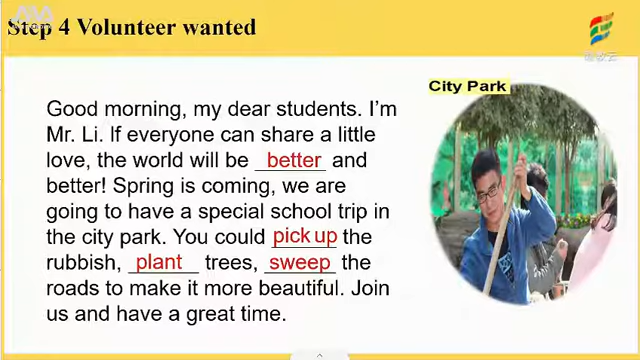 Step 4 Volunteer wanted
City Park
Good morning, my dear students. I'm
Mr. Li. If everyone can share a little
love, the world will be better and
better! Spring is coming, we are
going to have a special school trip in
the city park. You could pick up the
rubbish, plant trees, sweep the
roads to make it more beautiful. Join
us and have a great time.